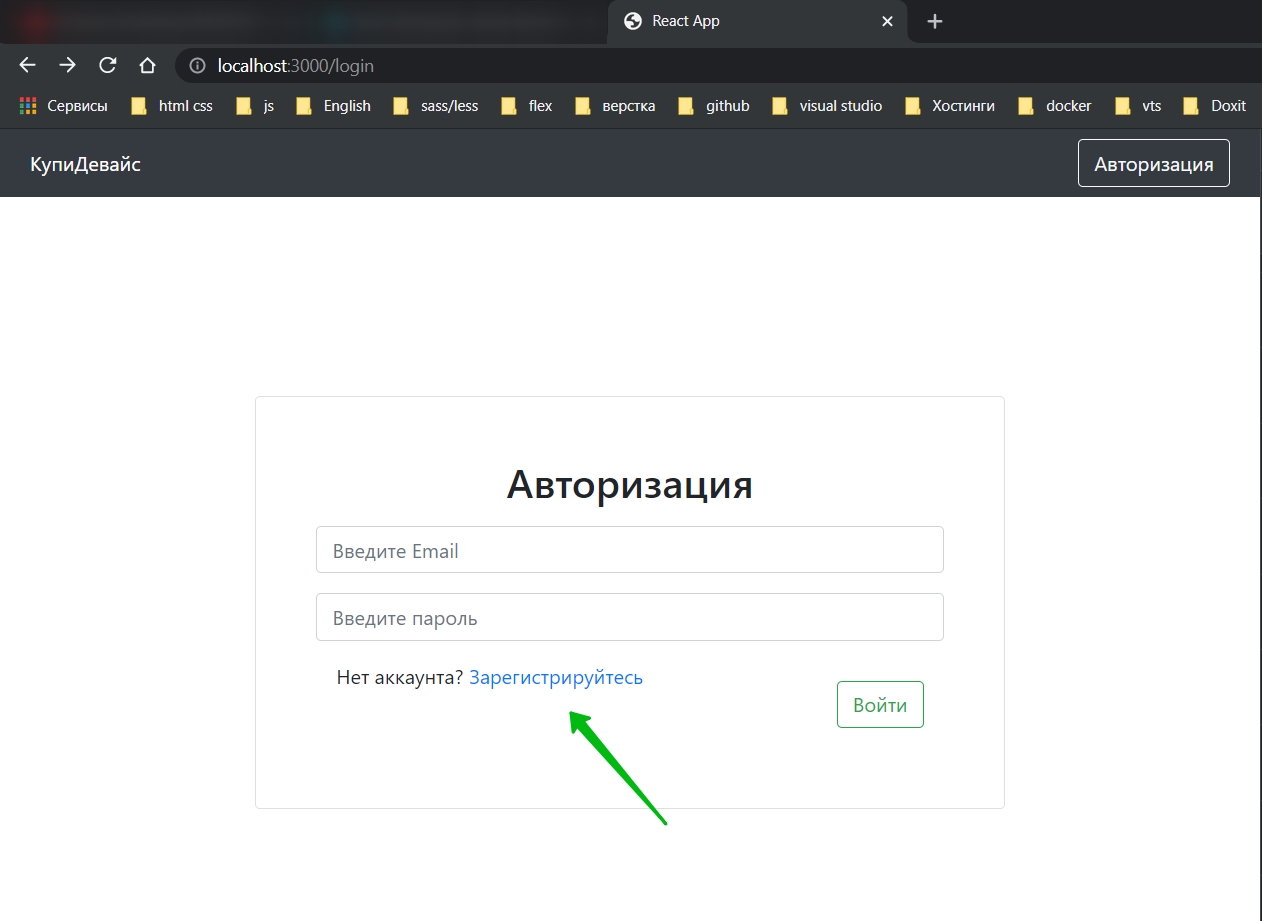 React App
localhost:3000/login
Сервисы html css js English sass/less flex верстка github visual studio Хостинги docker vts Doxit
КупиДевайс Авторизация
Авторизация
Введите Email
Введите пароль
Нет аккаунта? Зарегистрируйтесь
Войти